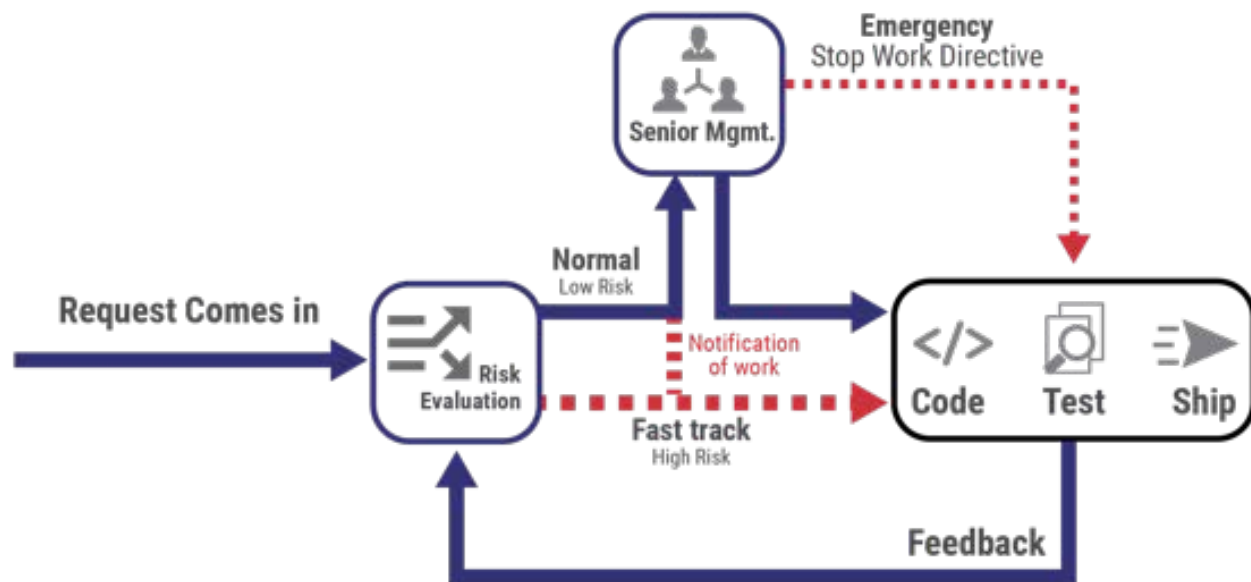 Emergency
Stop Work Directive
Senior Mgmt.
Normal
Low Risk
Request Comes in
Notification
of work
Risk
Evaluation
</>
Code
Test
Ship
Fast track
High Risk
Feedback